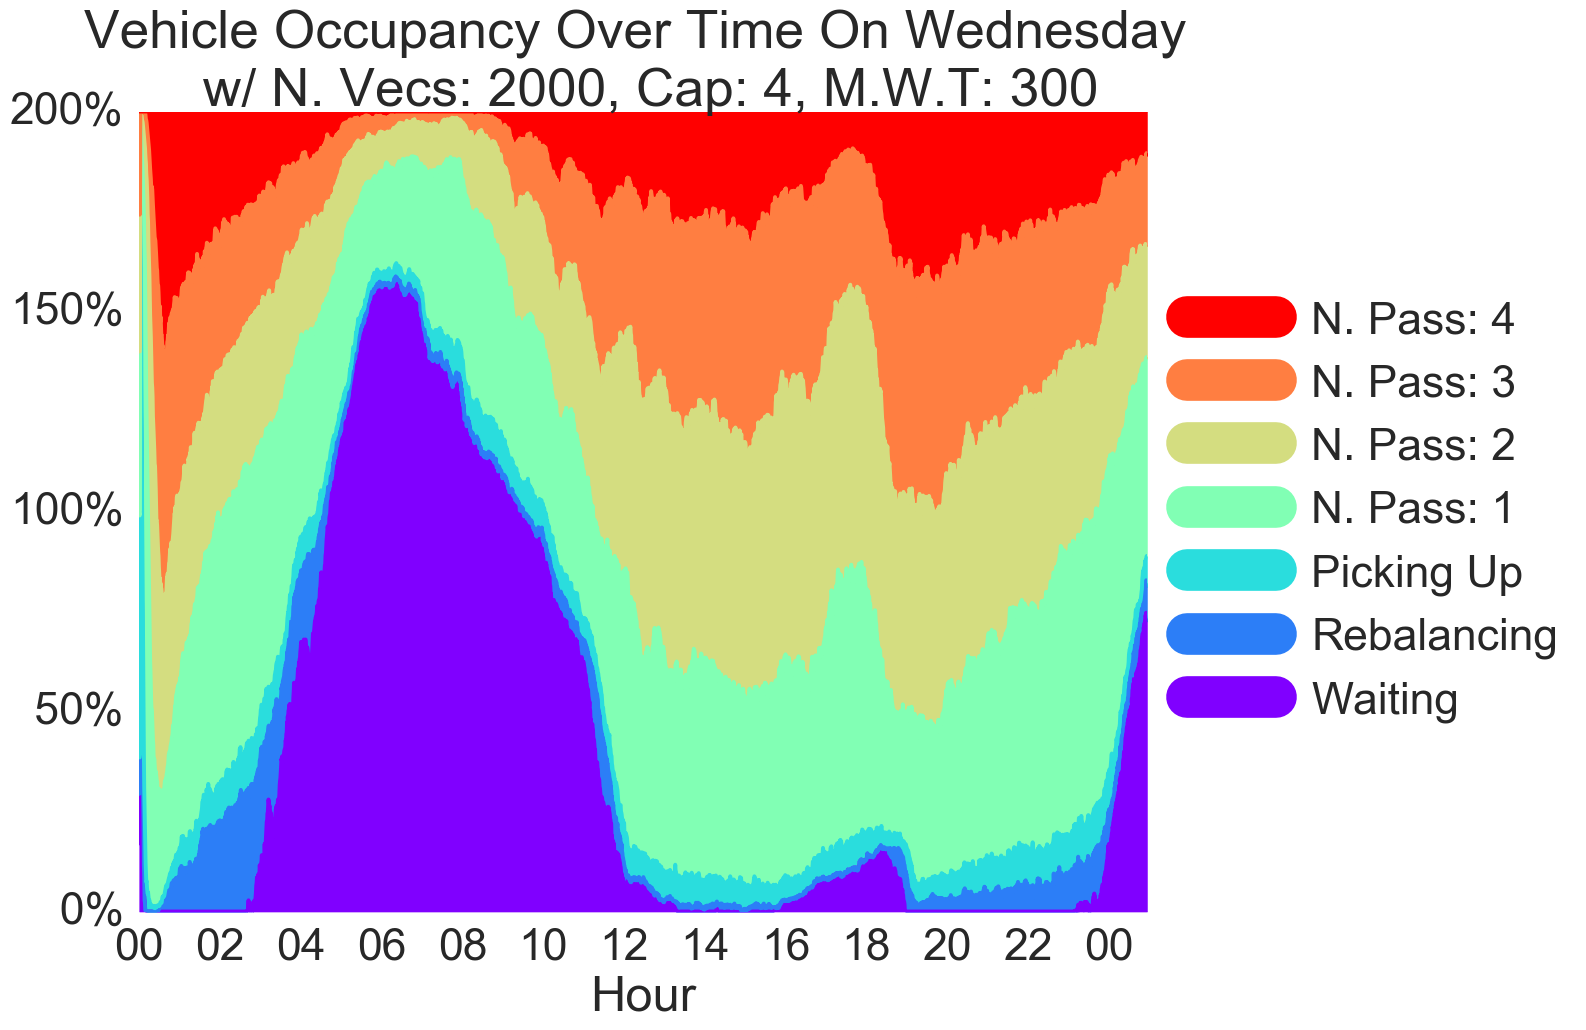 Vehicle Occupancy Over Time On Wednesday
w/ N. Vecs: 2000, Cap: 4, M.W.T: 300
200%
150%
100%
50%
0%
00 02 04 06 08 10 12 14 16 18 20 22 00
Hour
N. Pass: 4
N. Pass: 3
N. Pass: 2
N. Pass: 1
Picking Up
Rebalancing
Waiting